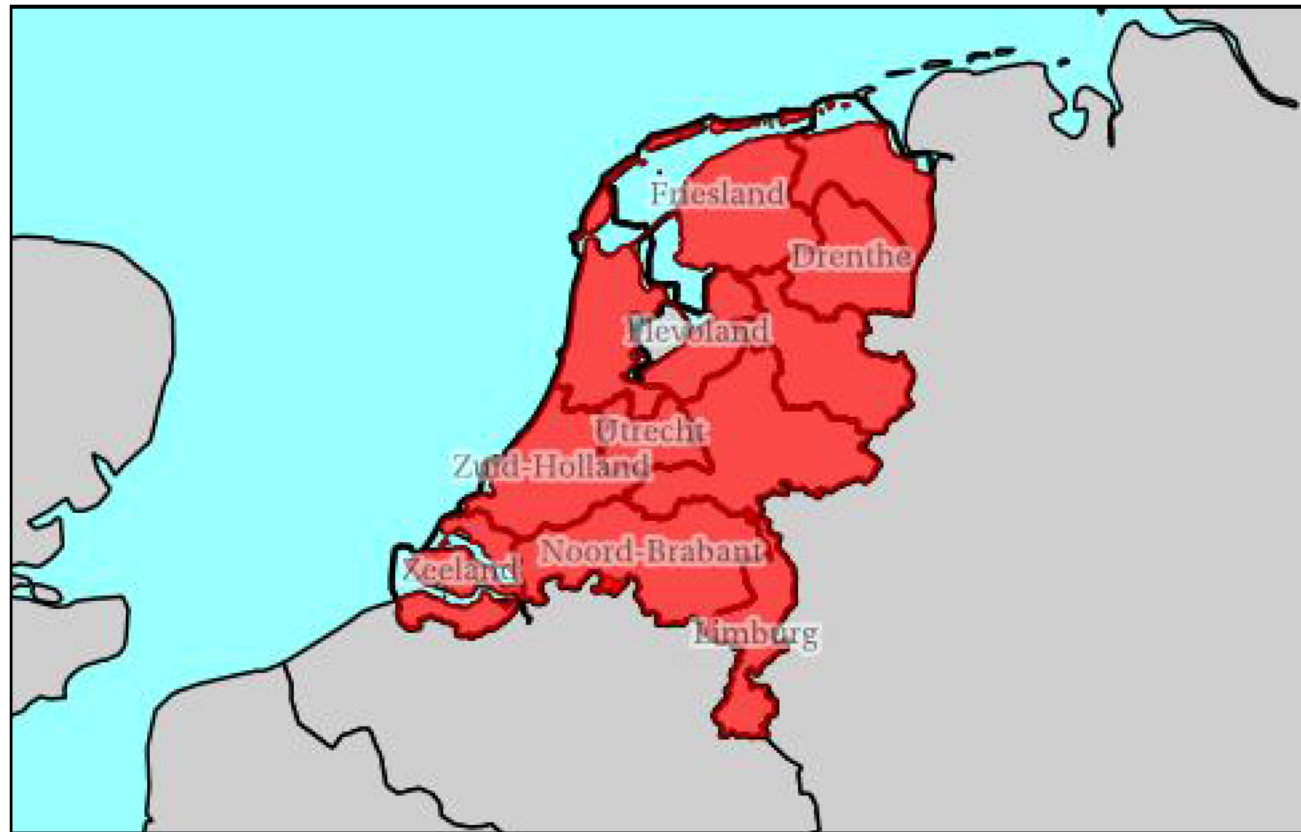 Friesland
Drenthe
Flevoland
Utrecht
Zuid-Holland
Noord-Brabant
Zeeland
Limburg